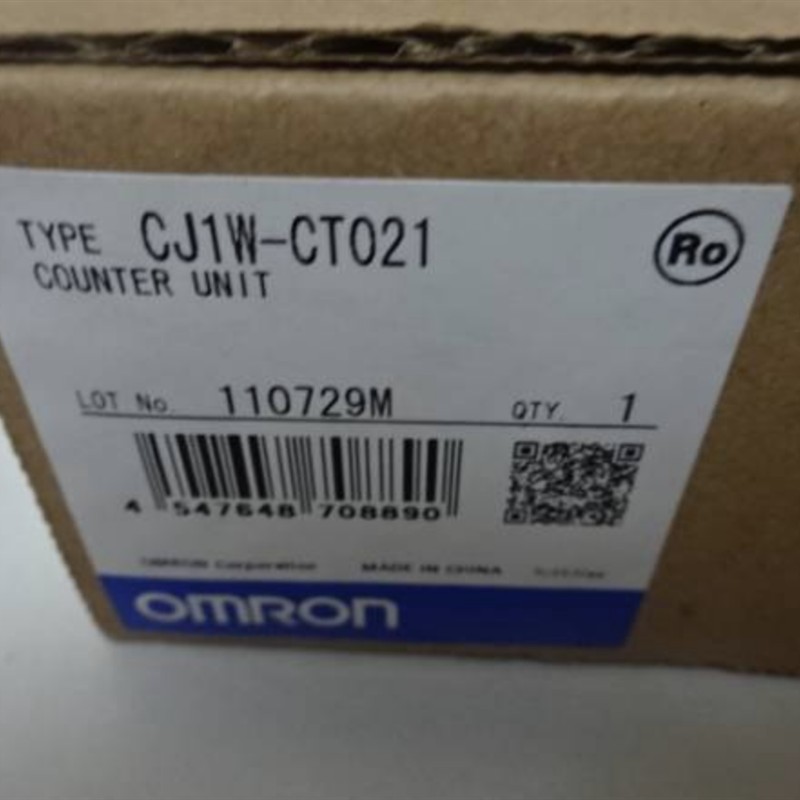 TYPE CJ1W-CT021
Ro
COUNTER UNIT
LOT No. 110729M QTY. 1
4 547648 708890
OMRON Corporation MADE IN CHINA
OMRON